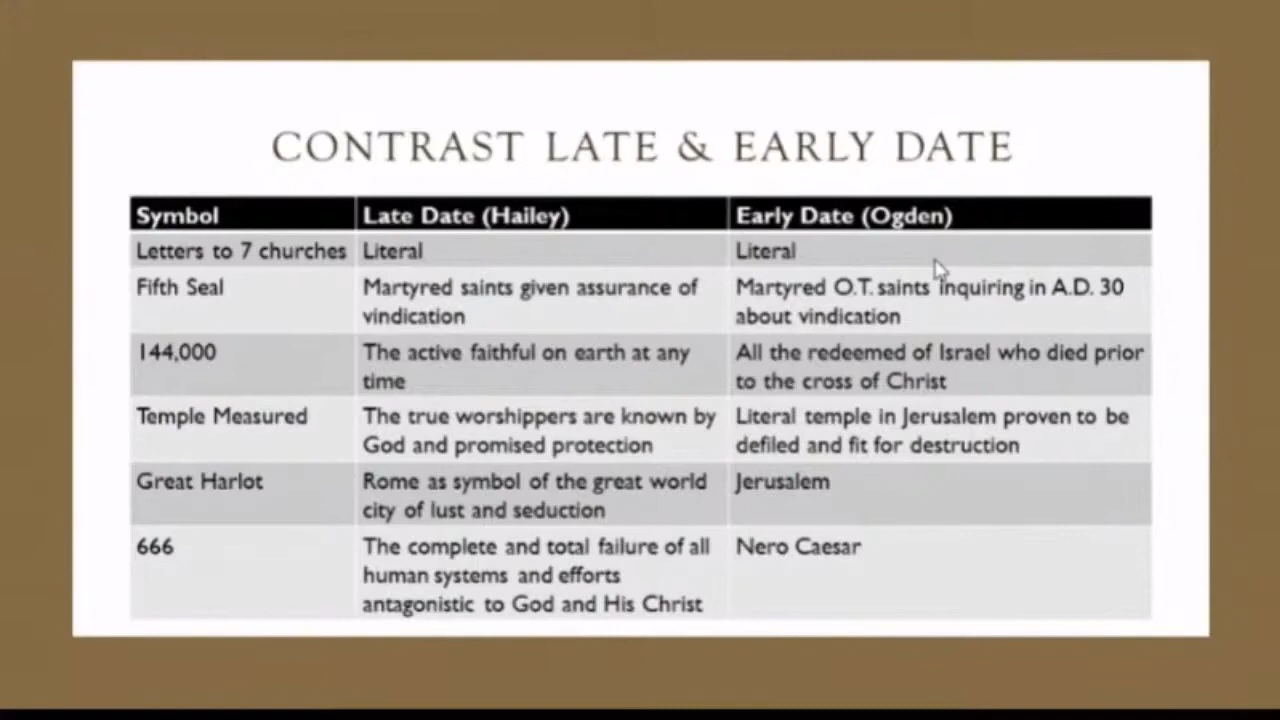 CONTRAST LATE & EARLY DATE
Symbol Late Date (Hailey) Early Date (Ogden)
Letters to 7 churches Literal Literal
Fifth Seal Martyred saints given assurance of Martyred O.T. saints inquiring in A.D. 30
vindication about vindication
144,000 The active faithful on earth at any All the redeemed of Israel who died prior
time to the cross of Christ
Temple Measured The true worshippers are known by Literal temple in Jerusalem proven to be
God and promised protection defiled and fit for destruction
Great Harlot Rome as symbol of the great world Jerusalem
city of lust and seduction
666 The complete and total failure of all Nero Caesar
human systems and efforts
antagonistic to God and His Christ